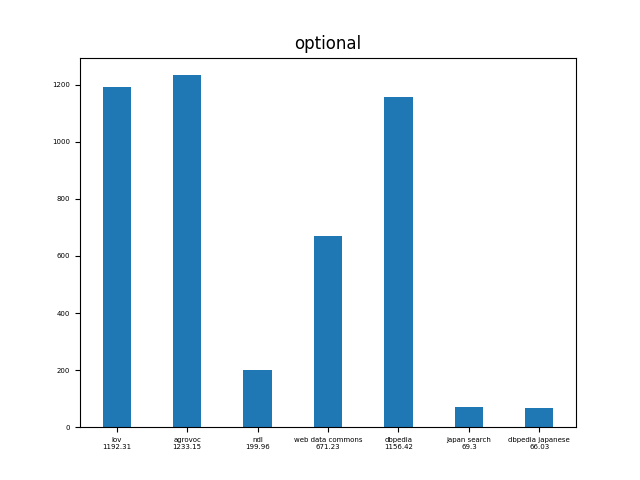 optional
1200
1000
800
600
400
200
0
lov agrovoc ndl web data commons dbpedia japan search dbpedia japanese
1192.31 1233.15 199.96 671.23 1156.42 69.3 66.03